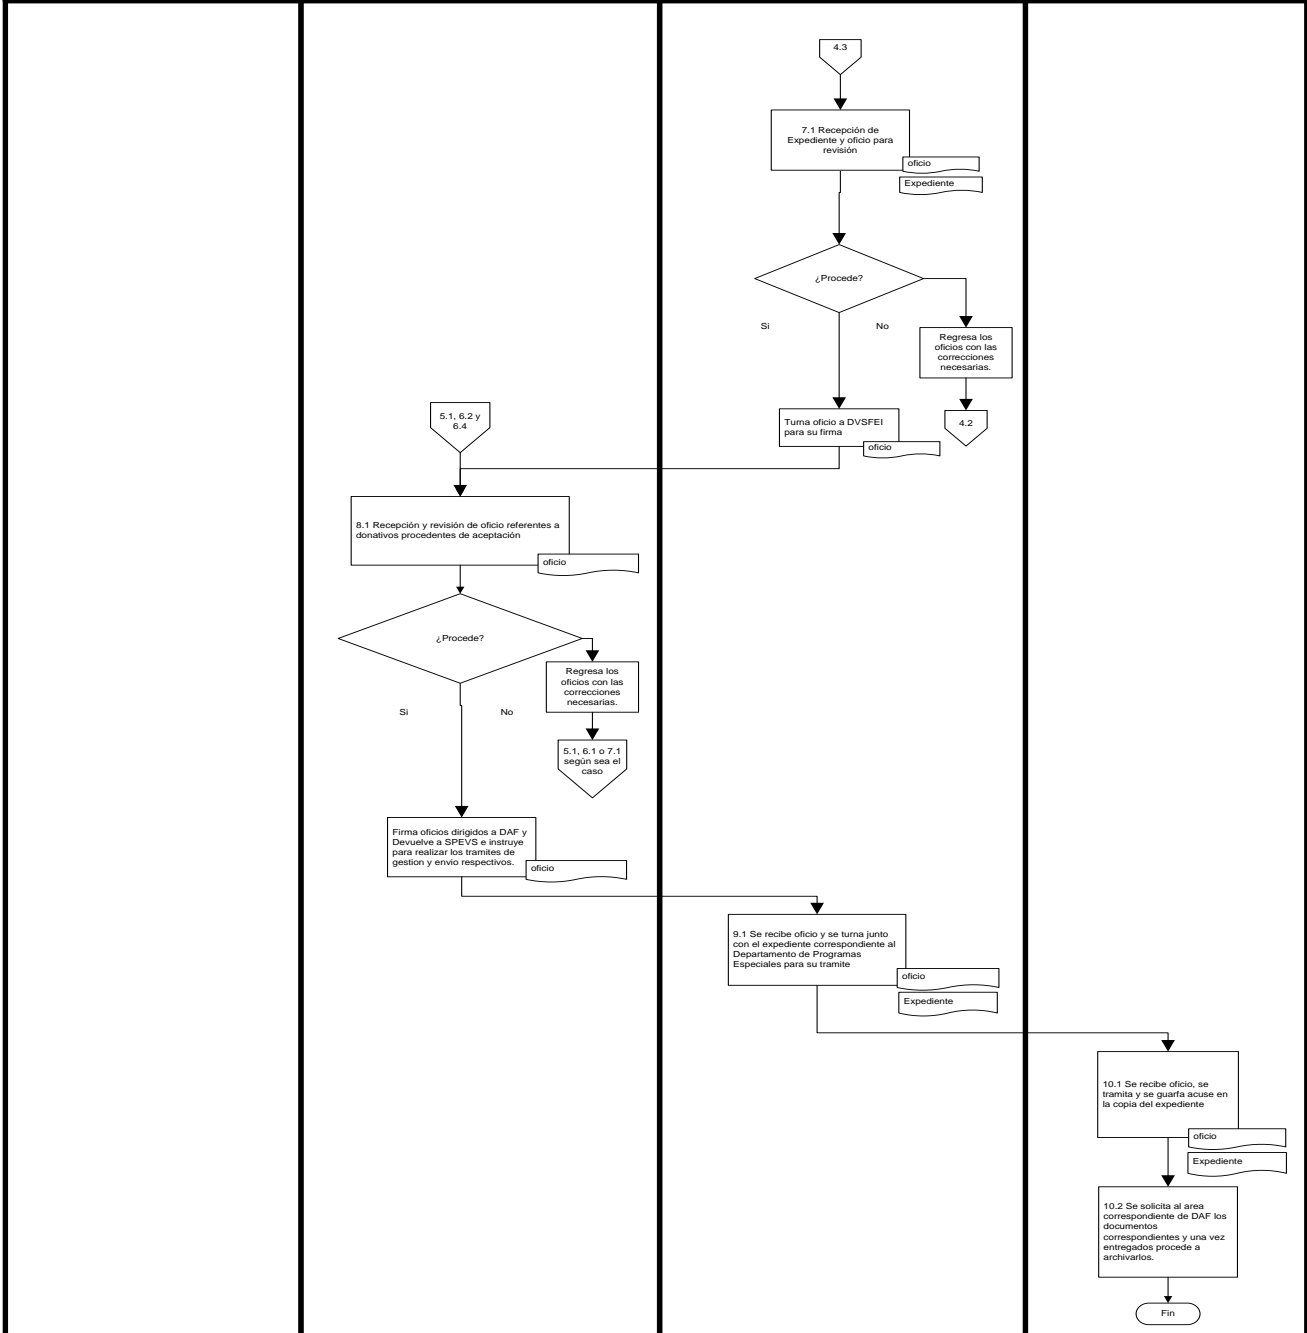 4.3
7.1 Recepción de
Expediente y oficio para
revisión
oficio
Expediente
¿Procede?
Si
No
Regresa los
oficios con las
correcciones
necesarias.
4.2
Turna oficio a DVSFEI
para su firma
oficio
5.1, 6.2 y
6.4
8.1 Recepción y revisión de oficio referentes a
donativos procedentes de aceptación
oficio
¿Procede?
Si
No
Regresa los
oficios con las
correcciones
necesarias.
5.1, 6.1 o 7.1
según sea el
caso
Firma oficios dirigidos a DAF y
Devuelve a SPEVS e instruye
para realizar los tramites de
gestion y envio respectivos.
oficio
9.1 Se recibe oficio y se turna junto
con el expediente correspondiente al
Departamento de Programas
Especiales para su tramite
oficio
Expediente
10.1 Se recibe oficio, se
tramita y se guarfa acuse en
la copia del expediente
oficio
Expediente
10.2 Se solicita al area
correspondiente de DAF los
documentos
correspondientes y una vez
entregados procede a
archivarlos.
Fin